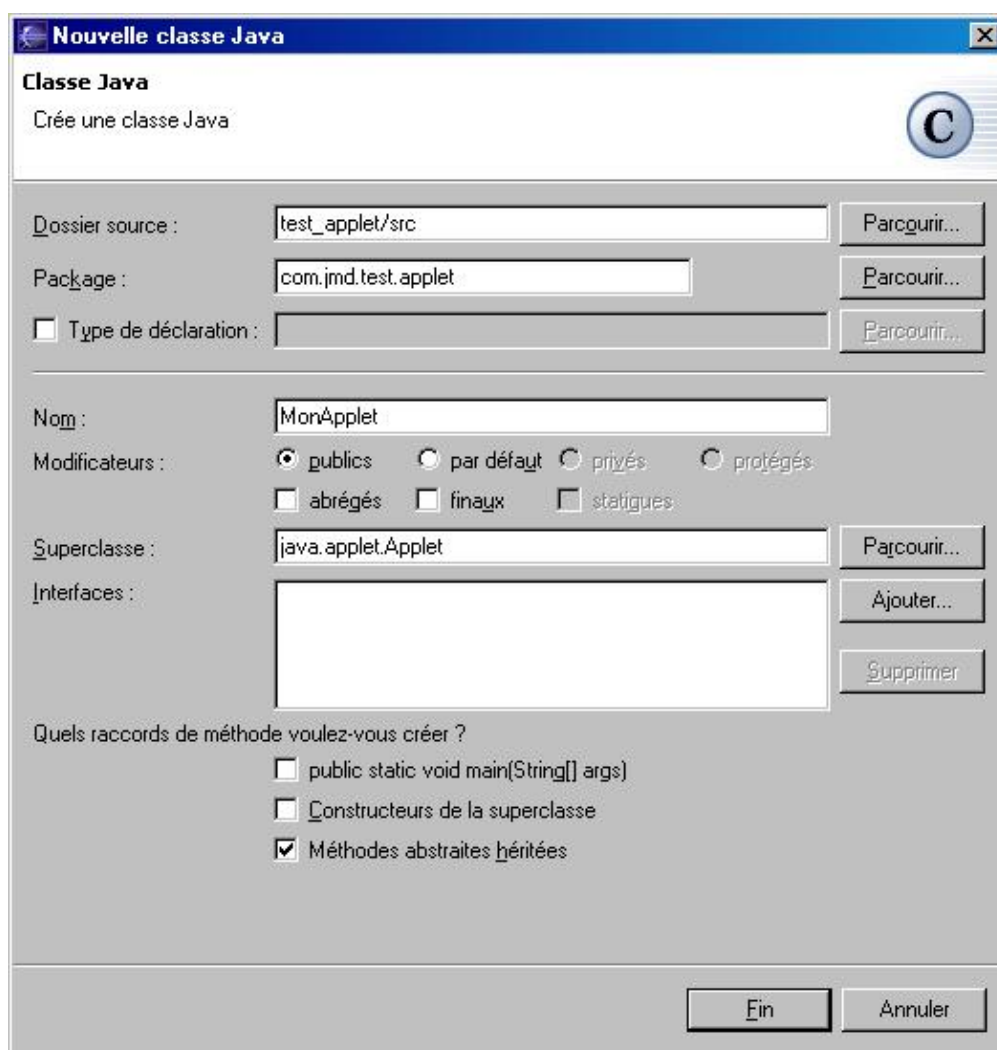 Nouvelle classe Java
Classe Java
Crée une classe Java
C
Dossier source : test_applet/src Parcourir...
Package : com.jmd.test.applet Parcourir...
Type de déclaration : Parcourir...
Nom : MonApplet
Modificateurs : publics par défaut privés protégés
abrégés finaux statigues
Superclasse : java.applet.Applet Parcourir...
Interfaces : Ajouter...
Supprimer
Quels raccords de méthode voulez-vous créer ?
public static void main(String[] args)
Constructeurs de la superclasse
Méthodes abstraites héritées
Fin Annuler